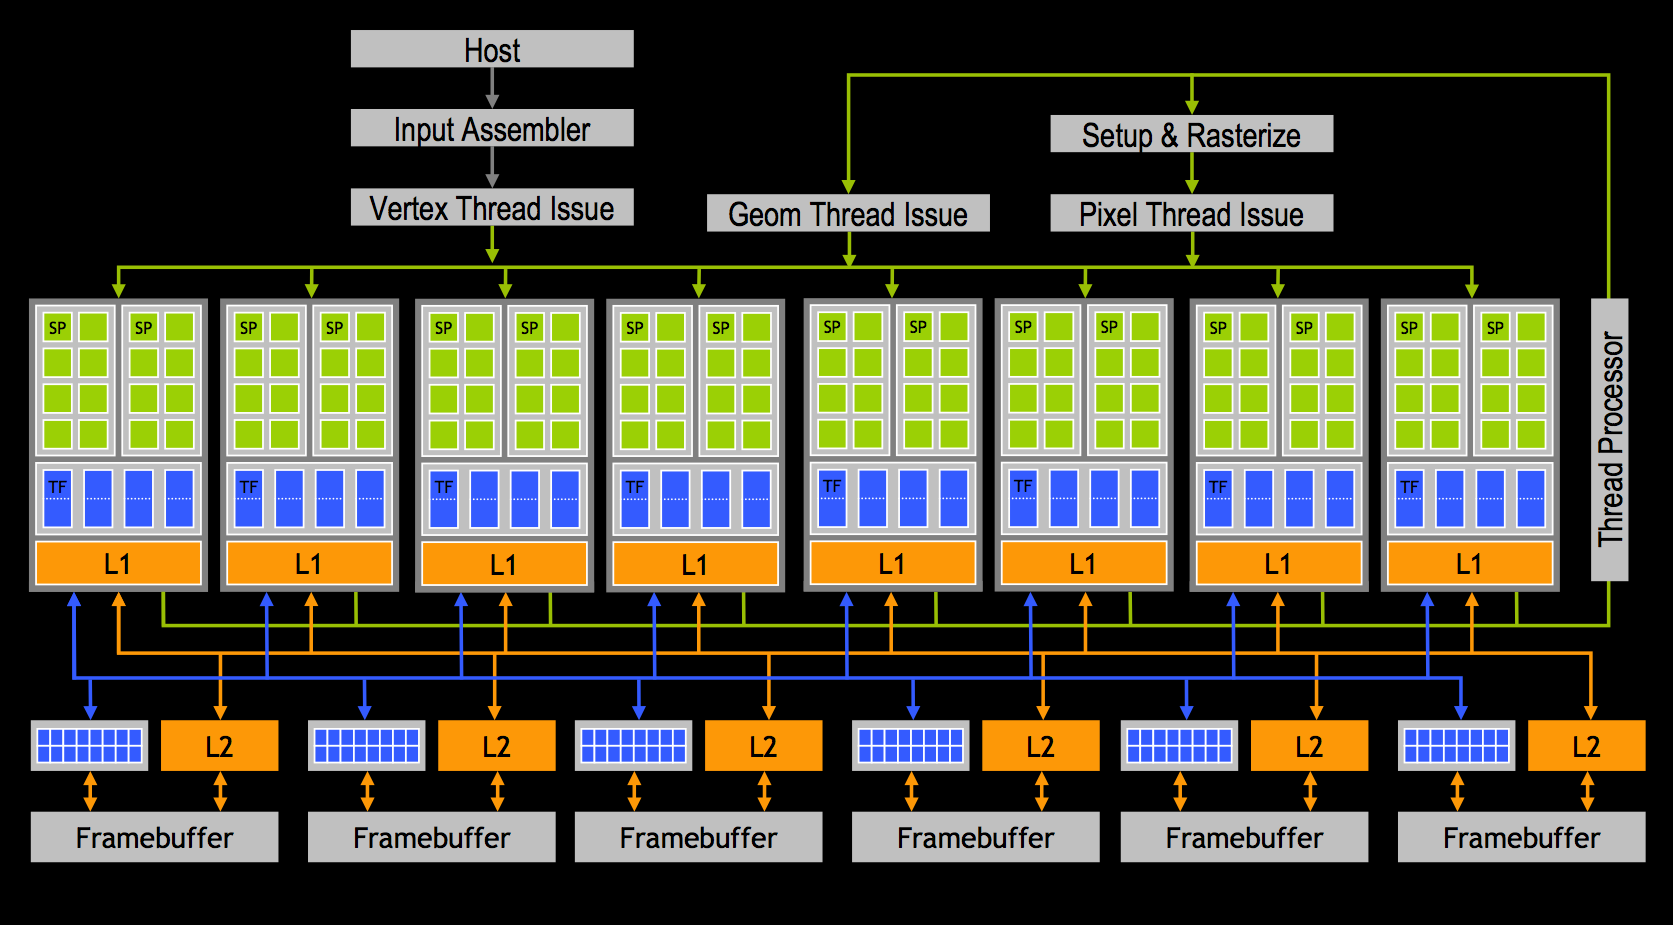 Host
Input Assembler
Setup & Rasterize
Vertex Thread Issue
Geom Thread Issue
Pixel Thread Issue
SP SP SP SP SP SP SP SP SP SP SP SP SP SP SP SP
TF TF TF TF TF TF TF TF
L1 L1 L1 L1 L1 L1 L1 L1
Thread Processor
L2 L2 L2 L2 L2 L2
Framebuffer Framebuffer Framebuffer Framebuffer Framebuffer Framebuffer